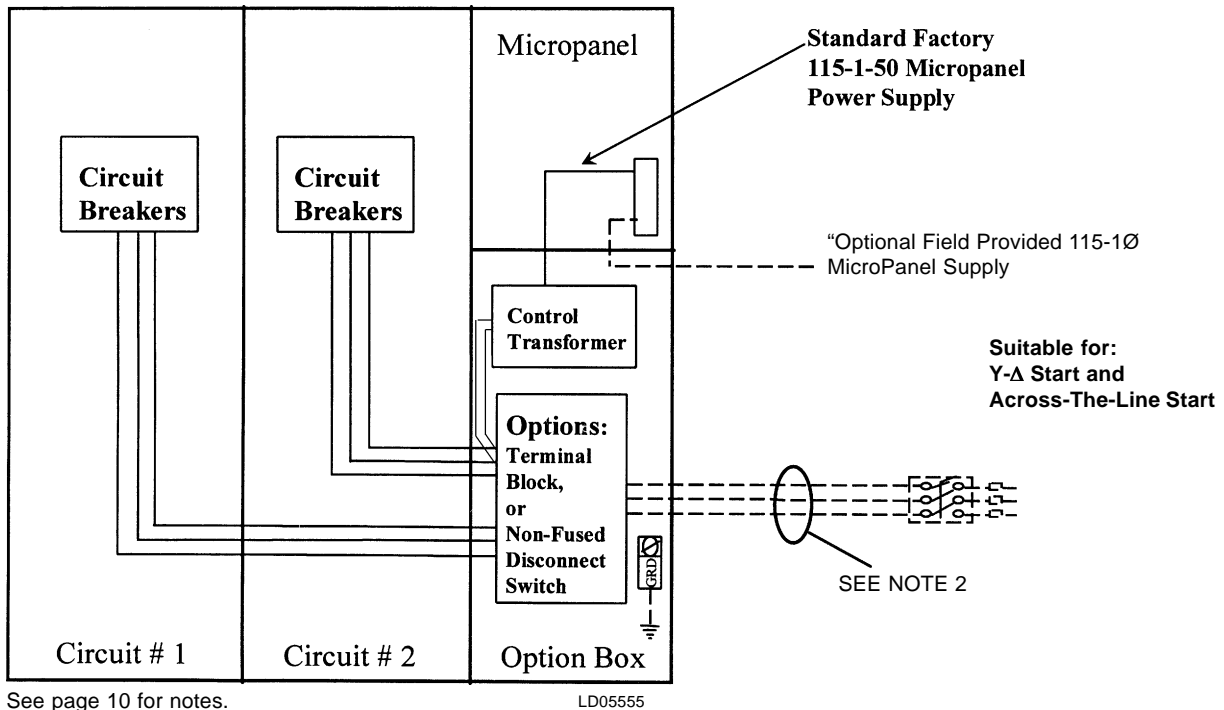 Micropanel
Standard Factory
115-1-50 Micropanel
Power Supply
Circuit
Breakers
Circuit
Breakers
“Optional Field Provided 115-1Ø
MicroPanel Supply
Control
Transformer
Suitable for:
Y-Δ Start and
Across-The-Line Start
Options:
Terminal
Block,
or
Non-Fused
Disconnect
Switch
GRD
SEE NOTE 2
Circuit # 1
Circuit # 2
Option Box
See page 10 for notes.
LD05555